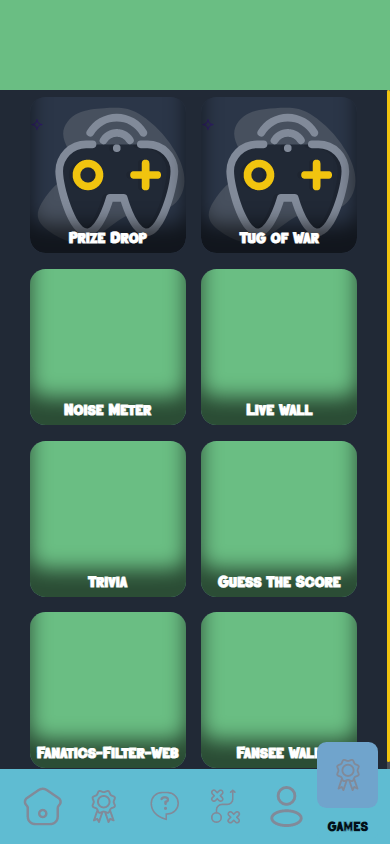 Prize Drop
Tug of War
Noise Meter
Live Wall
Trivia
Guess The Score
Fanatics-Filter-Web
Fansee Wall
GAMES